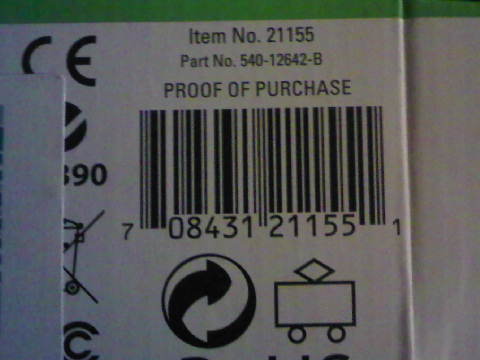 Item No. 21155
Part No. 540-12642-B
PROOF OF PURCHASE
CE
390
7 08431 21155 1